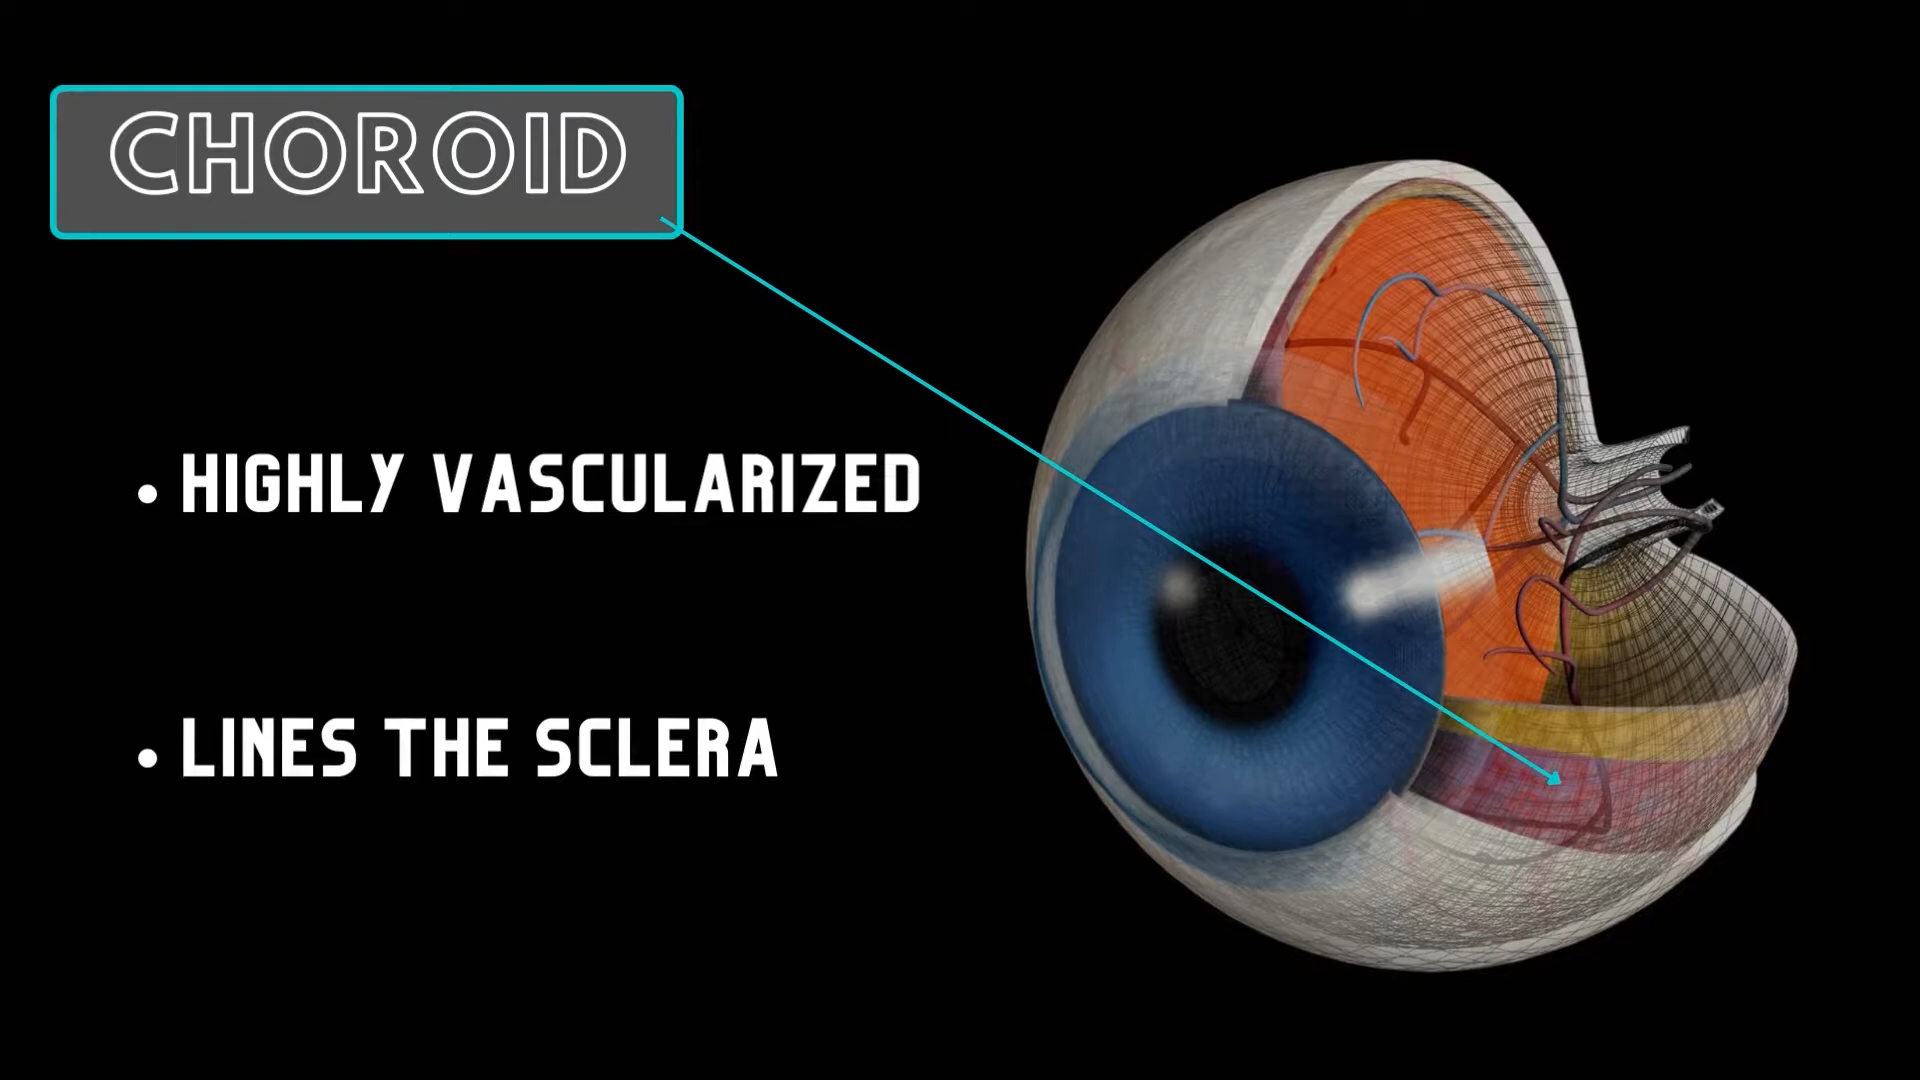 CHOROID
• HIGHLY VASCULARIZED
• LINES THE SCLERA